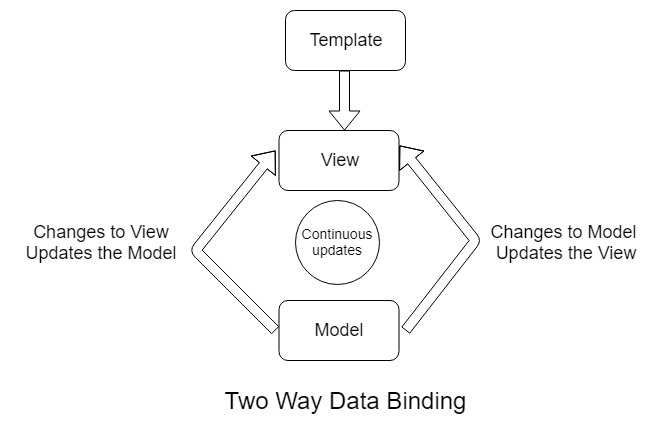 Template
View
Changes to View
Updates the Model
Continuous
updates
Changes to Model
Updates the View
Model
Two Way Data Binding